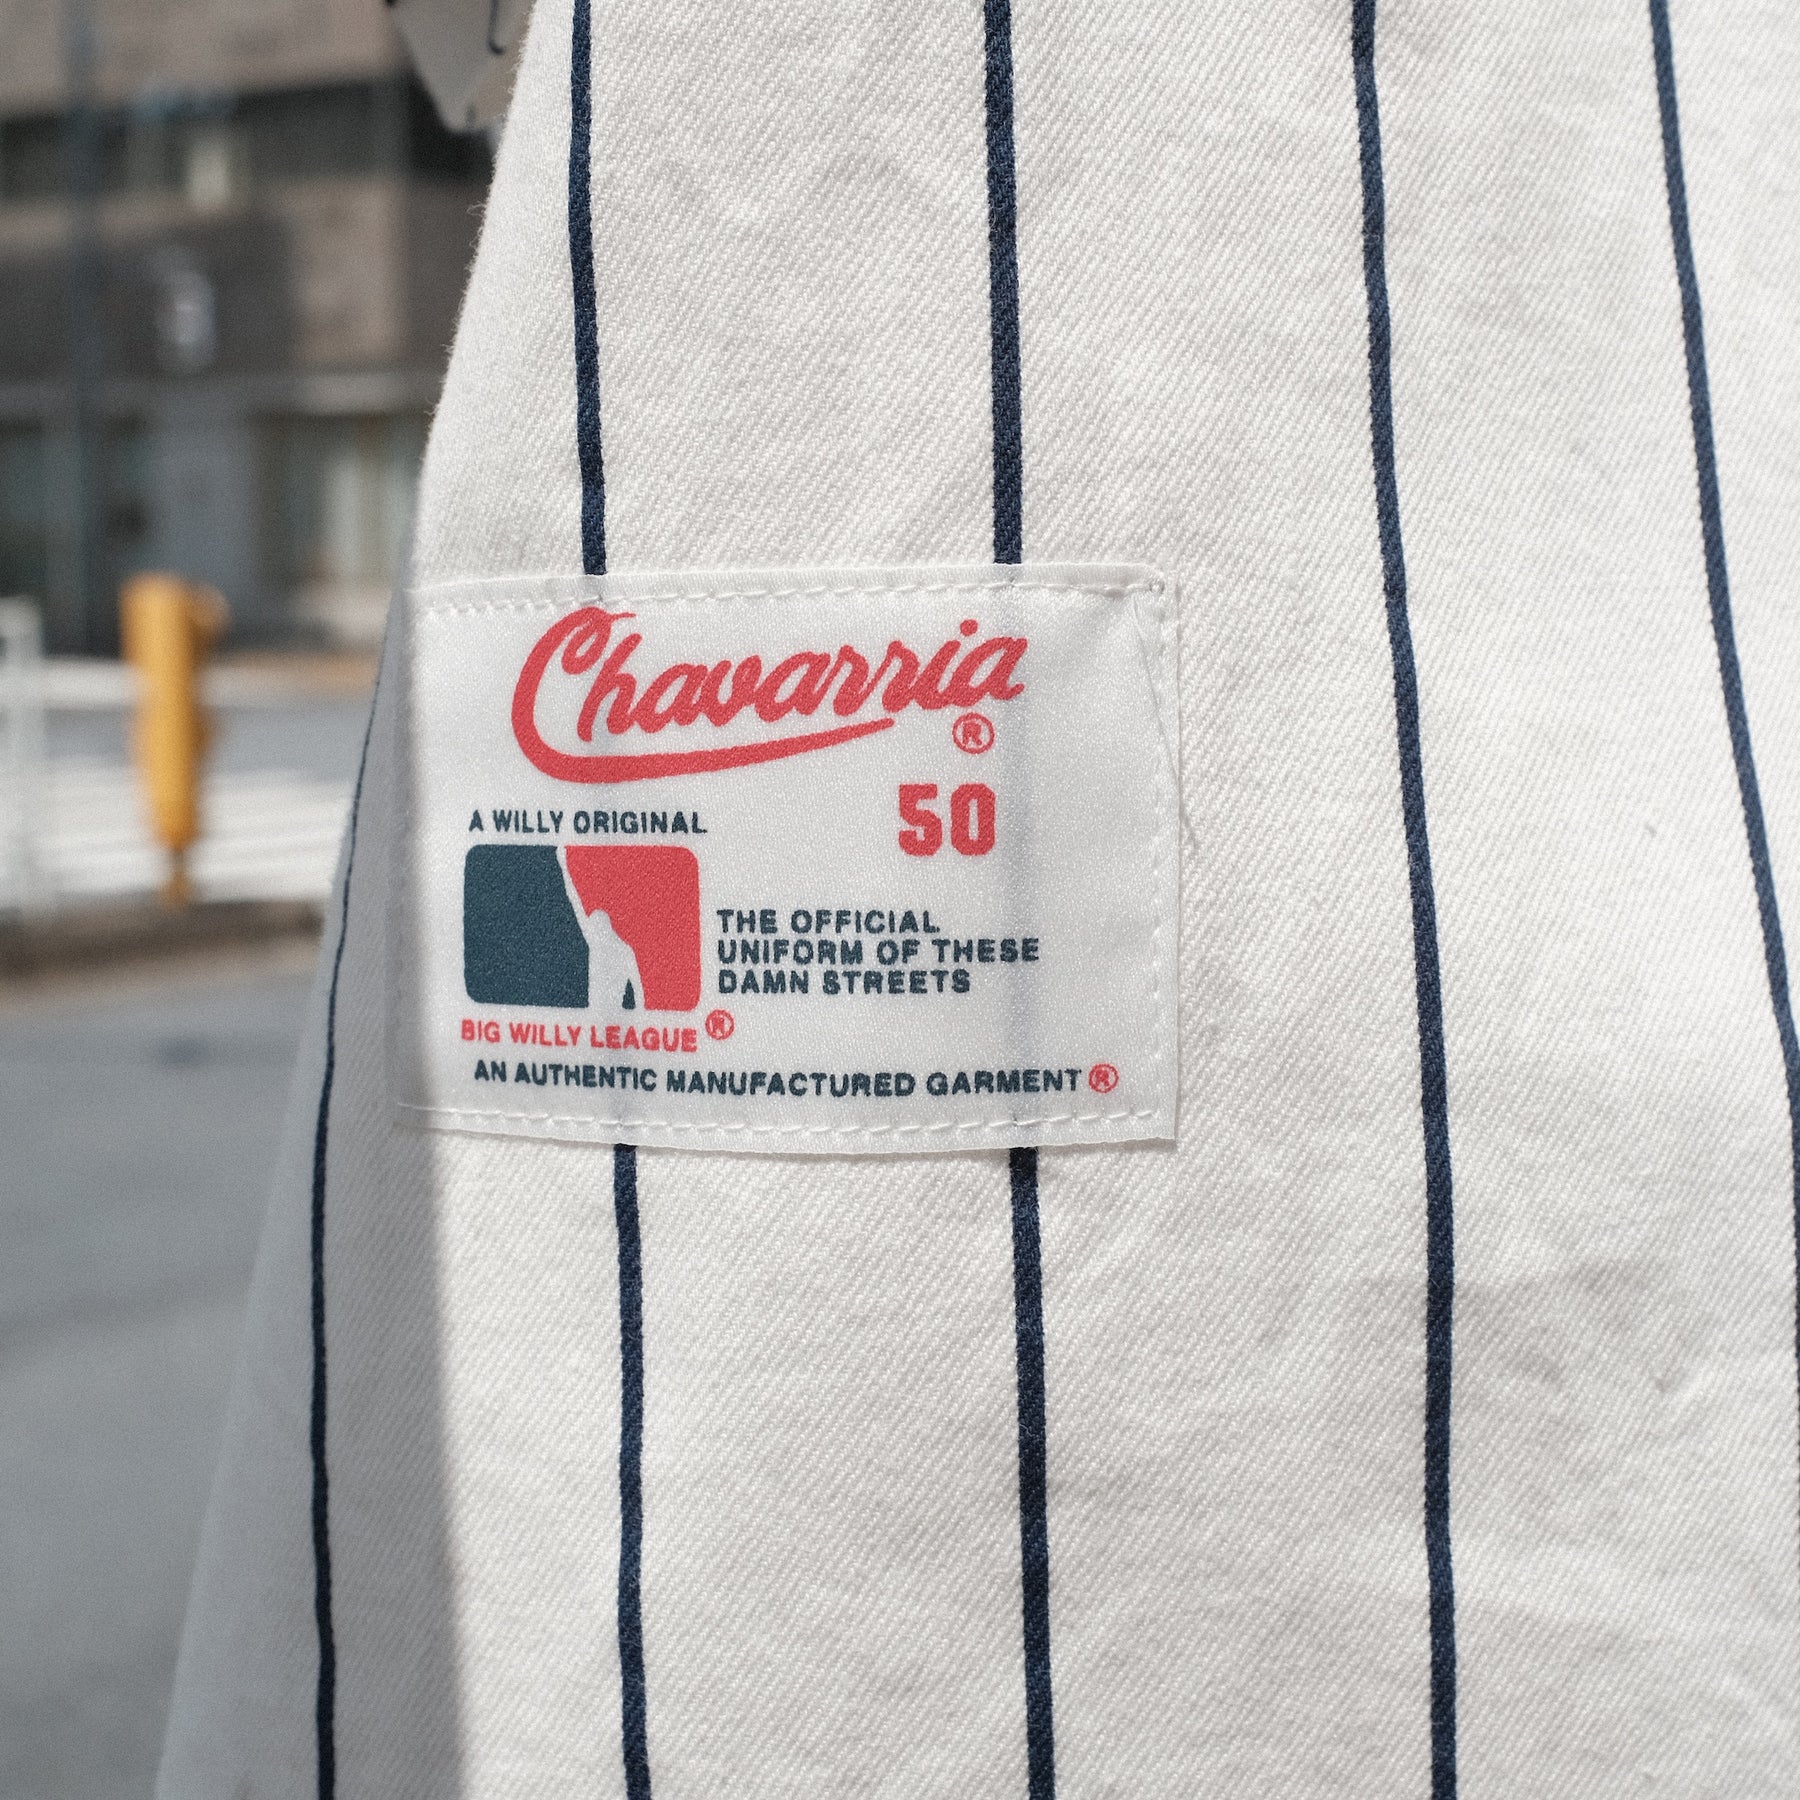 Chavarria®
50
A WILLY ORIGINAL
THE OFFICIAL
UNIFORM OF THESE
DAMN STREETS
BIG WILLY LEAGUE®
AN AUTHENTIC MANUFACTURED GARMENT®